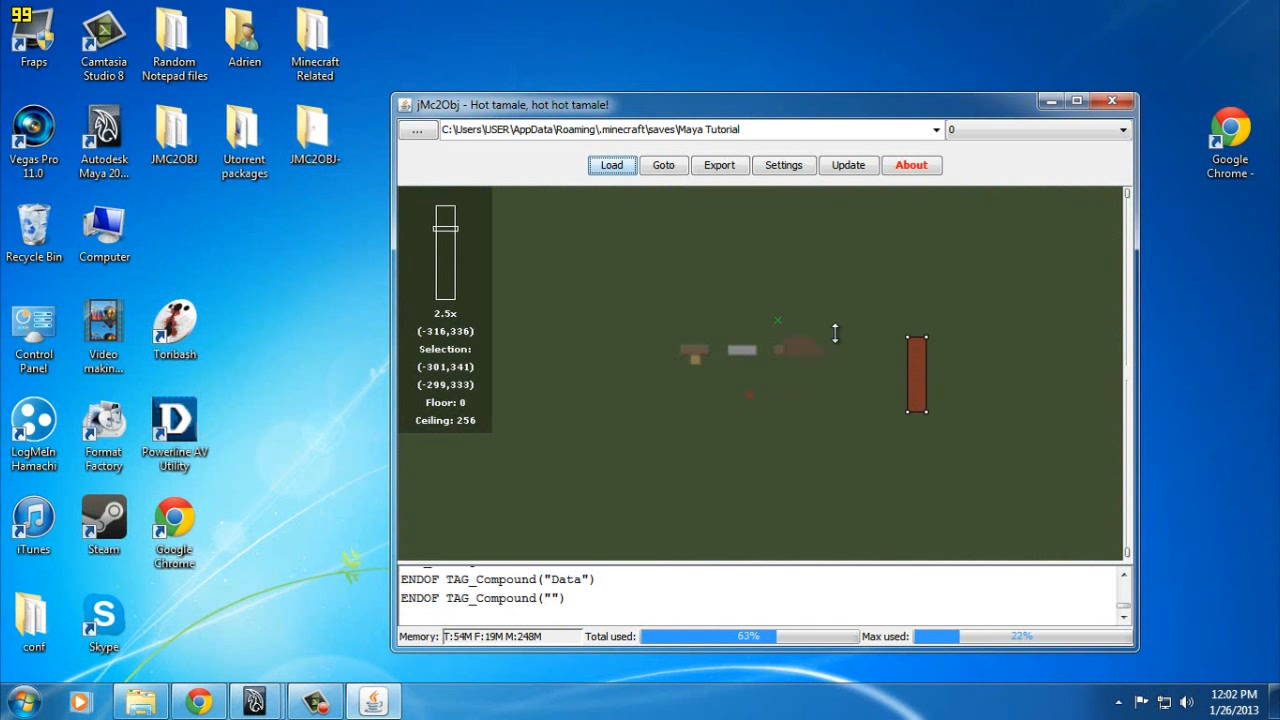 99
Fraps
Camtasia
Studio 8
Random
Notepad files
Adrien
Minecraft
Related
Vegas Pro
11.0
Autodesk
Maya 20...
JMC2OBJ
Utorrent
packages
JMC2OBJ-
Recycle Bin
Computer
Control
Panel
Video
makin...
Toribash
LogMeIn
Hamachi
Format
Factory
Powerline AV
Utility
iTunes
Steam
Google
Chrome
conf
Skype
Google
Chrome -
jMc2Obj - Hot tamale, hot hot tamale!
...
C:\Users\USER\AppData\Roaming\.minecraft\saves\Maya Tutorial
0
Load
Goto
Export
Settings
Update
About
2.5x
(-316,336)
Selection:
(-301,341)
(-299,333)
Floor: 0
Ceiling: 256
ENDOF TAG_Compound("Data")
ENDOF TAG_Compound("")
Memory:
T:54M F:19M M:248M
Total used:
63%
Max used:
22%
12:02 PM
1/26/2013